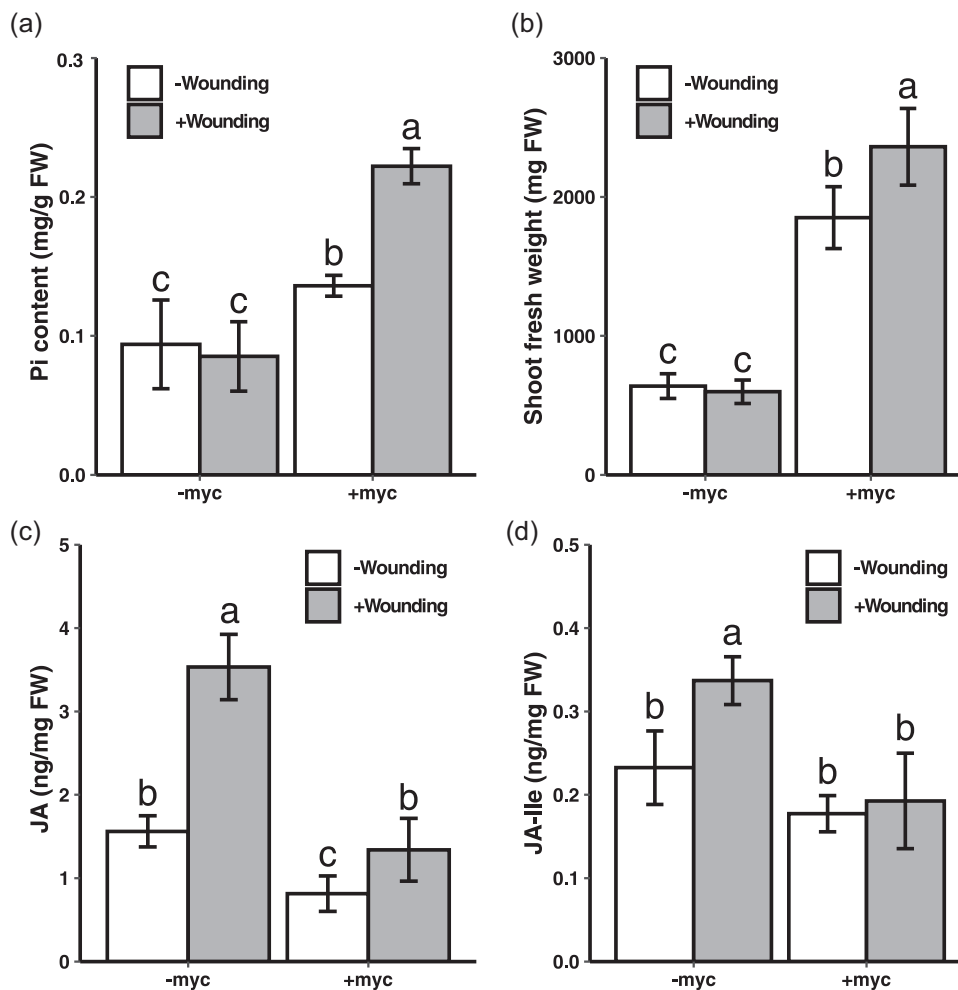 (a)
Pi content (mg/g FW)
0.3
0.2
0.1
0.0
-Wounding
+Wounding
c
c
b
a
-myc
+myc
(b)
Shoot fresh weight (mg FW)
3000
2000
1000
0
-Wounding
+Wounding
c
c
b
a
-myc
+myc
(c)
JA (ng/mg FW)
5
4
3
2
1
0
-Wounding
+Wounding
b
a
c
b
-myc
+myc
(d)
JA-Ile (ng/mg FW)
0.5
0.4
0.3
0.2
0.1
0.0
-Wounding
+Wounding
b
a
b
b
-myc
+myc